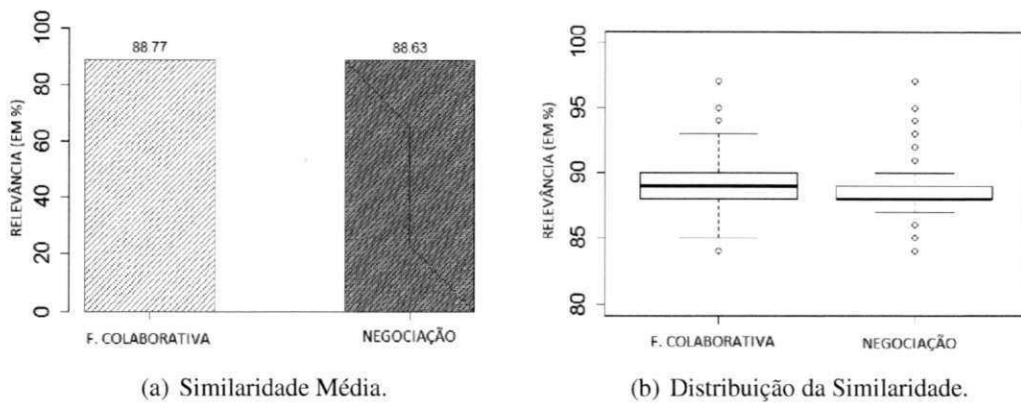 100
80
60
40
20
0
RELEVÂNCIA (EM %)
88.77
88.63
F. COLABORATIVA
NEGOCIAÇÃO
(a) Similaridade Média.
100
95
90
85
80
RELEVÂNCIA (EM %)
F. COLABORATIVA
NEGOCIAÇÃO
(b) Distribuição da Similaridade.